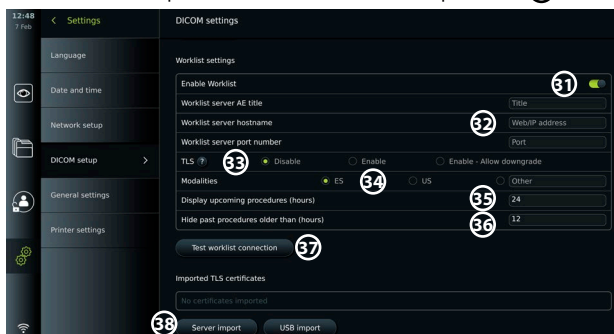 12:48
7 Feb
< Settings
DICOM settings
Language
Date and time
Network setup
DICOM setup >
General settings
Printer settings
Worklist settings
Enable Worklist 31
Worklist server AE title Title
Worklist server hostname 32 Web/IP address
Worklist server port number Port
TLS ? 33 Disable Enable Enable - Allow downgrade
Modalities ES 34 US Other
Display upcoming procedures (hours) 35 24
Hide past procedures older than (hours) 36 12
Test worklist connection 37
Imported TLS certificates
No certificates imported
38 Server import USB import